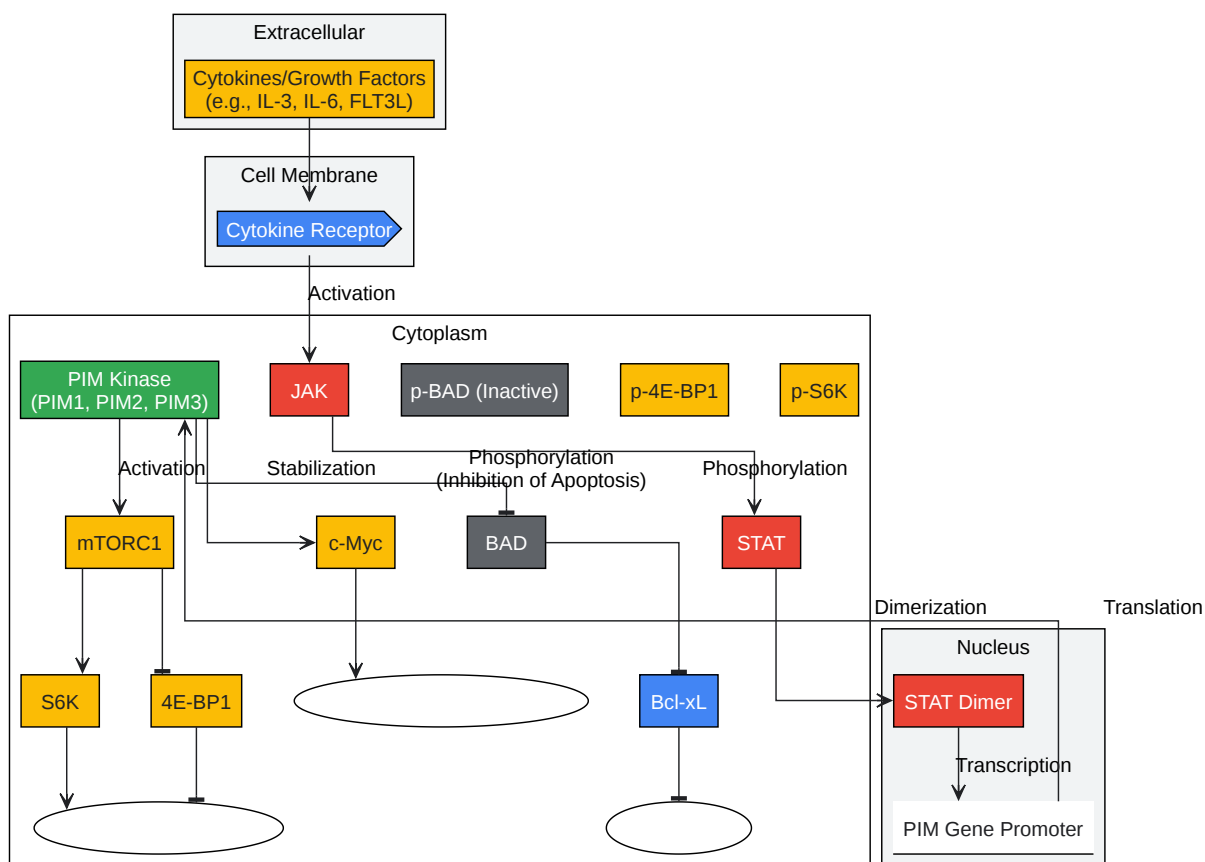 Extracellular
Cytokines/Growth Factors
(e.g., IL-3, IL-6, FLT3L)
Cell Membrane
Cytokine Receptor
Activation
Cytoplasm
PIM Kinase
(PIM1, PIM2, PIM3)
JAK
p-BAD (Inactive)
p-4E-BP1
p-S6K
Activation
Stabilization
Phosphorylation
(Inhibition of Apoptosis)
Phosphorylation
mTORC1
c-Myc
BAD
STAT
Dimerization
Translation
Nucleus
S6K
4E-BP1
Bcl-xL
STAT Dimer
Transcription
PIM Gene Promoter